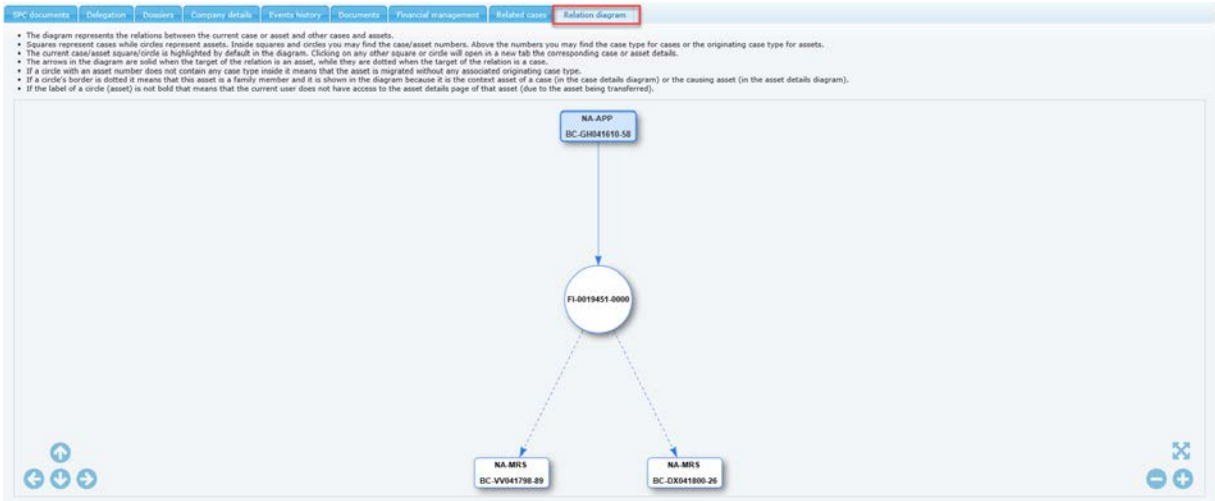 SPC documents Delegation Dossiers Company details Events history Documents Financial management Related cases Relation diagram
• The diagram represents the relations between the current case or asset and other cases and assets.
• Squares represent cases while circles represent assets. Inside squares and circles you may find the case/asset numbers. Above the numbers you may find the case type for cases or the originating case type for assets.
• The current case/asset square/circle is highlighted by default in the diagram. Clicking on any other square or circle will open in a new tab the corresponding case or asset details.
• The arrows in the diagram are solid when the target of the relation is an asset, while they are dotted when the target of the relation is a case.
• If a circle with an asset number does not contain any case type inside it means that the asset is migrated without any associated originating case type.
• If a circle's border is dotted it means that this asset is a family member and it is shown in the diagram because it is the context asset of a case (in the case details diagram) or the causing asset (in the asset details diagram).
• If the label of a circle (asset) is not bold that means that the current user does not have access to the asset details page of that asset (due to the asset being transferred).
NA-APP
BC-GH041610-58
FI-0019451-0000
NA-MRS
BC-VV041798-89
NA-MRS
BC-DX041800-26